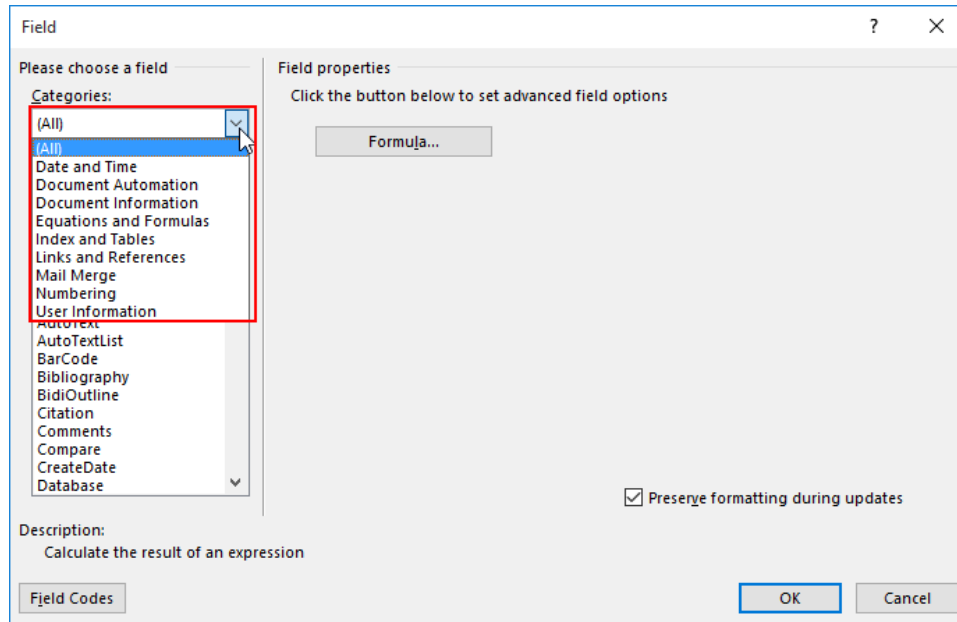 Field
?
Please choose a field
Categories:
(All)
(All)
Date and Time
Document Automation
Document Information
Equations and Formulas
Index and Tables
Links and References
Mail Merge
Numbering
User Information
AutoText
AutoTextList
BarCode
Bibliography
BidiOutline
Citation
Comments
Compare
CreateDate
Database
Field properties
Click the button below to set advanced field options
Formula...
Preserve formatting during updates
Description:
Calculate the result of an expression
Field Codes
OK
Cancel